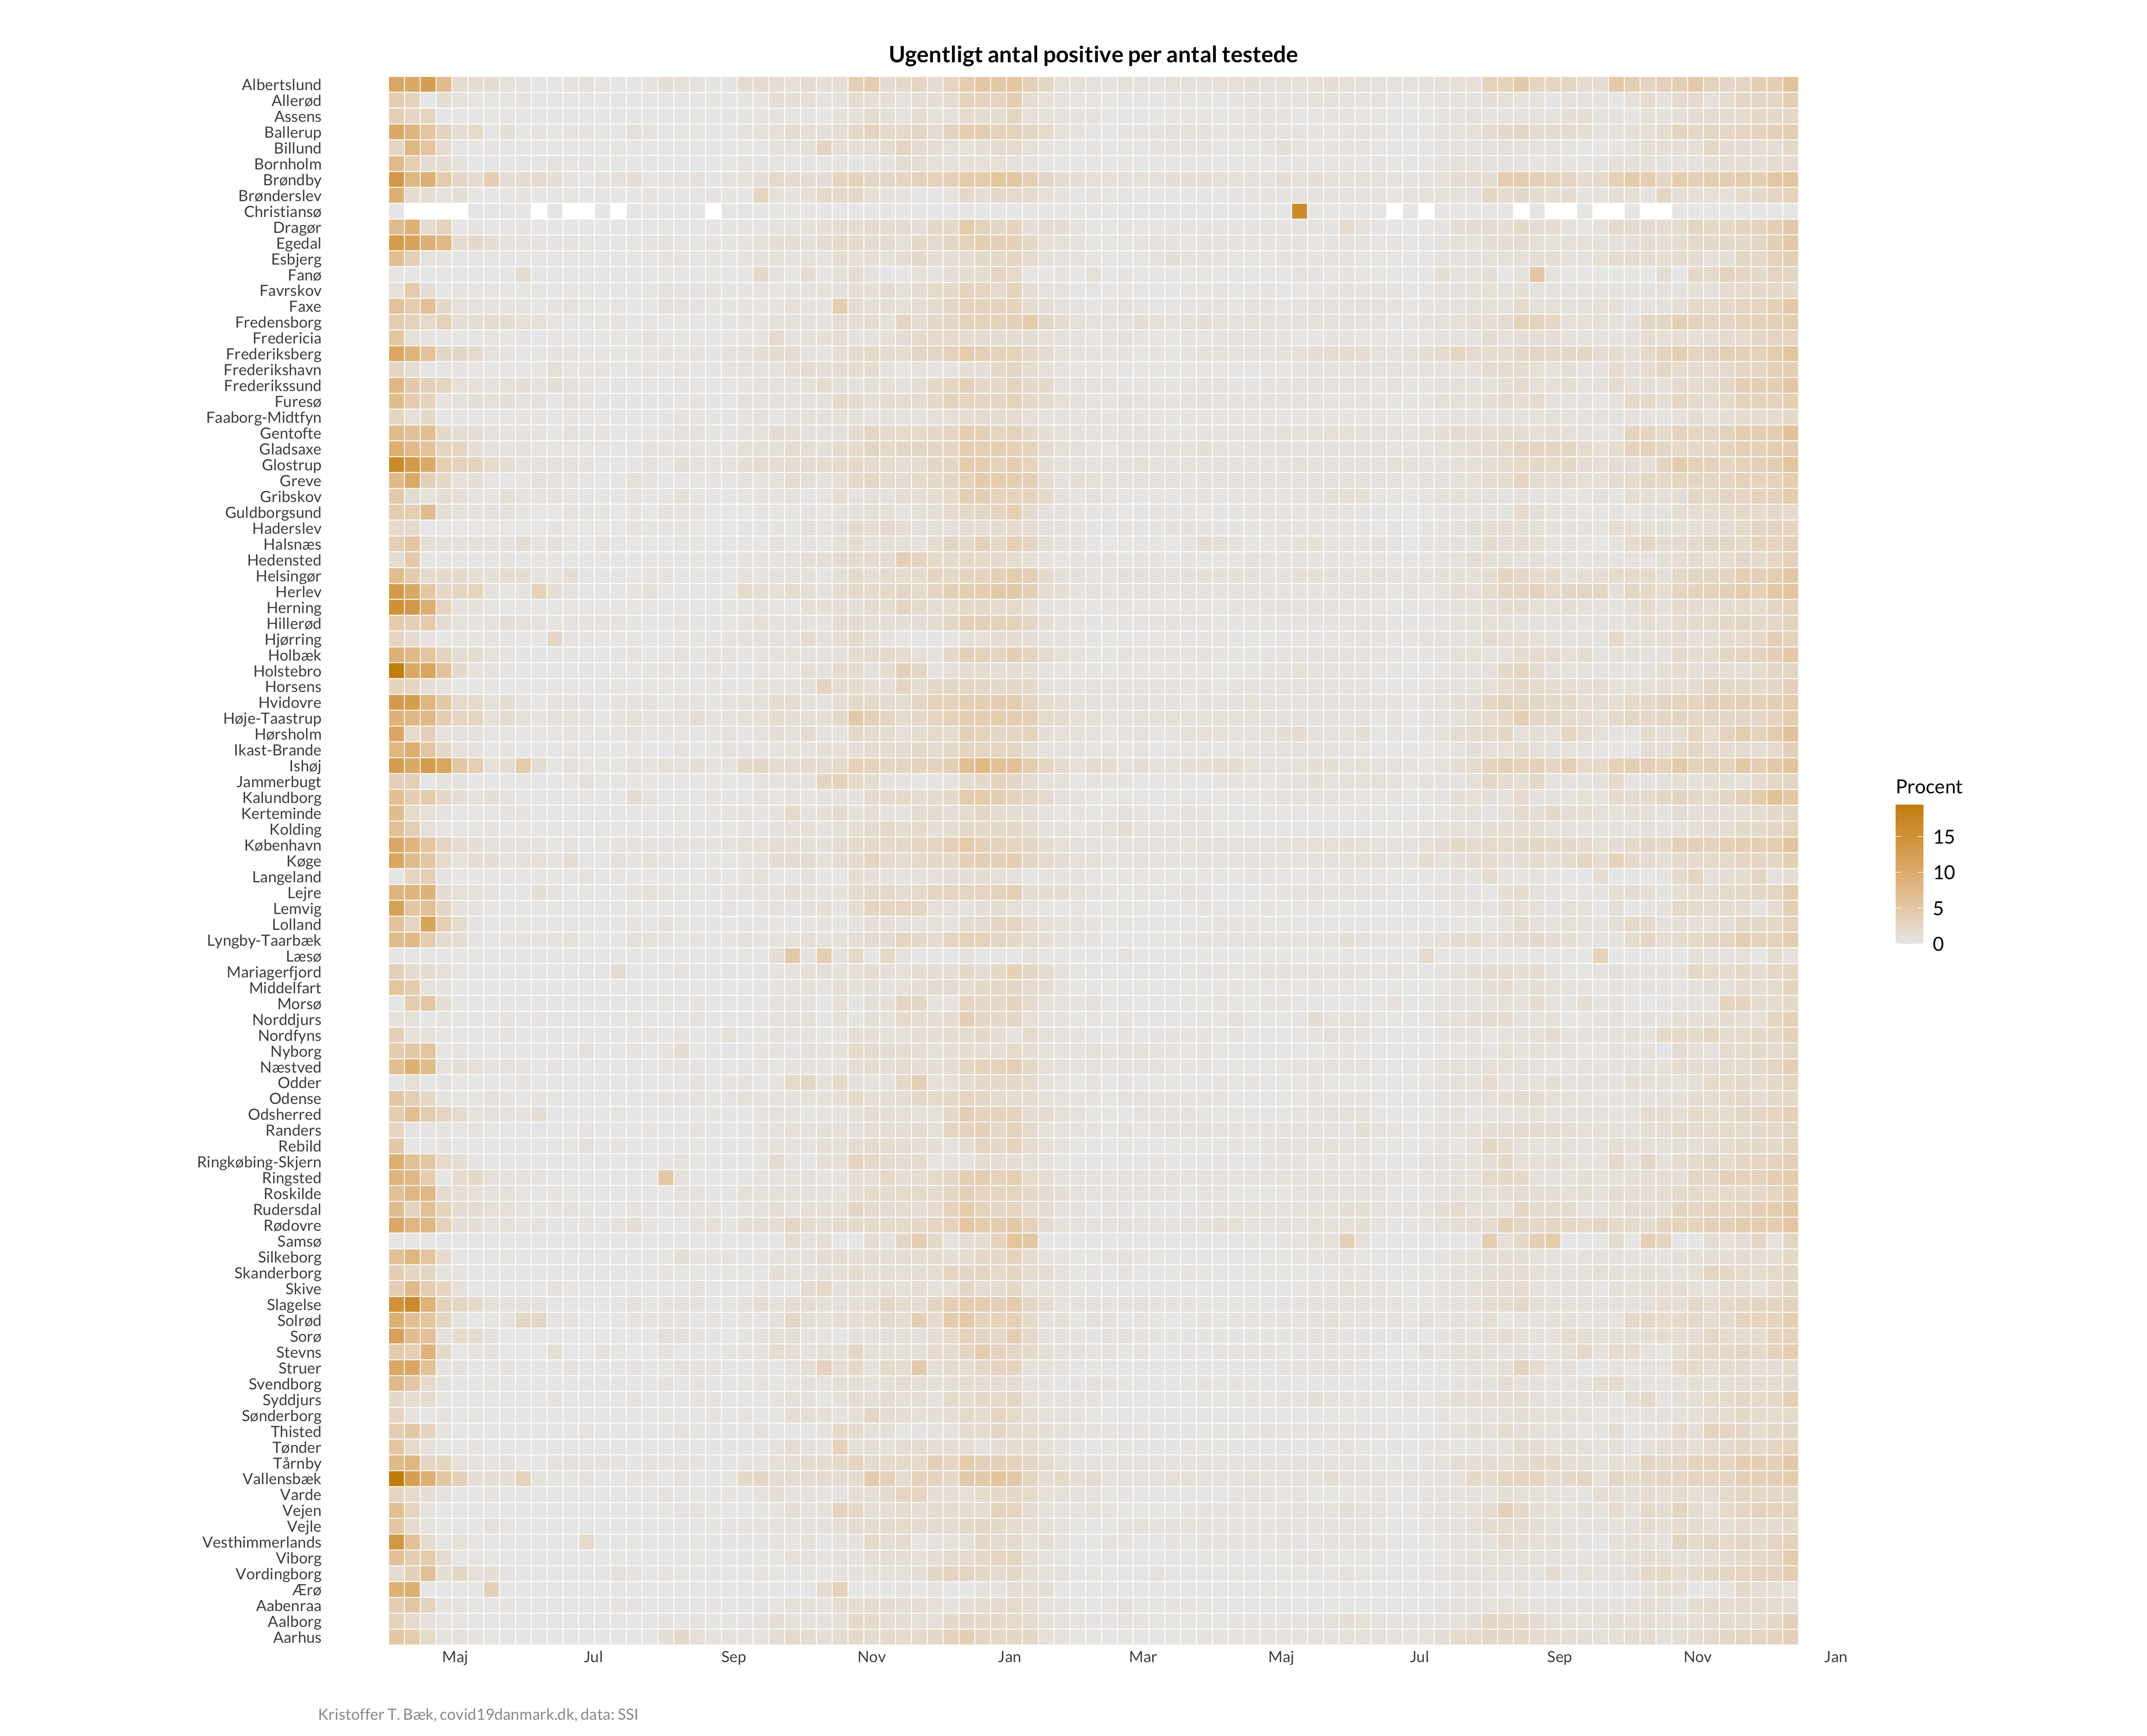 Ugentligt antal positive per antal testede
Albertslund
Allerød
Assens
Ballerup
Billund
Bornholm
Brøndby
Brønderslev
Christiansø
Dragør
Egedal
Esbjerg
Fanø
Favrskov
Faxe
Fredensborg
Fredericia
Frederiksberg
Frederikshavn
Frederikssund
Furesø
Faaborg-Midtfyn
Gentofte
Gladsaxe
Glostrup
Greve
Gribskov
Guldborgsund
Haderslev
Halsnæs
Hedensted
Helsingør
Herlev
Herning
Hillerød
Hjørring
Holbæk
Holstebro
Horsens
Hvidovre
Høje-Taastrup
Hørsholm
Ikast-Brande
Ishøj
Jammerbugt
Kalundborg
Kerteminde
Kolding
København
Køge
Langeland
Lejre
Lemvig
Lolland
Lyngby-Taarbæk
Læsø
Mariagerfjord
Middelfart
Morsø
Norddjurs
Nordfyns
Nyborg
Næstved
Odder
Odense
Odsherred
Randers
Rebild
Ringkøbing-Skjern
Ringsted
Roskilde
Rudersdal
Rødovre
Samsø
Silkeborg
Skanderborg
Skive
Slagelse
Solrød
Sorø
Stevns
Struer
Svendborg
Syddjurs
Sønderborg
Thisted
Tønder
Tårnby
Vallensbæk
Varde
Vejen
Vejle
Vesthimmerlands
Viborg
Vordingborg
Ærø
Aabenraa
Aalborg
Aarhus
Maj Jul Sep Nov Jan Mar Maj Jul Sep Nov Jan
Procent
15
10
5
0
Kristoffer T. Bæk, covid19danmark.dk, data: SSI